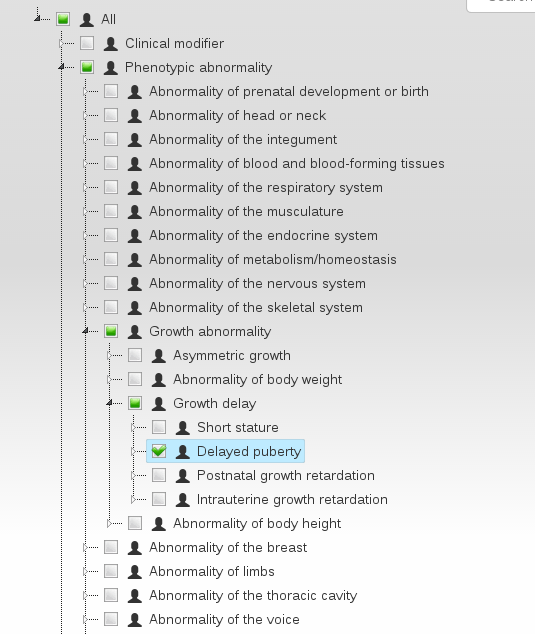 All
Clinical modifier
Phenotypic abnormality
Abnormality of prenatal development or birth
Abnormality of head or neck
Abnormality of the integument
Abnormality of blood and blood-forming tissues
Abnormality of the respiratory system
Abnormality of the musculature
Abnormality of the endocrine system
Abnormality of metabolism/homeostasis
Abnormality of the nervous system
Abnormality of the skeletal system
Growth abnormality
Asymmetric growth
Abnormality of body weight
Growth delay
Short stature
Delayed puberty
Postnatal growth retardation
Intrauterine growth retardation
Abnormality of body height
Abnormality of the breast
Abnormality of limbs
Abnormality of the thoracic cavity
Abnormality of the voice